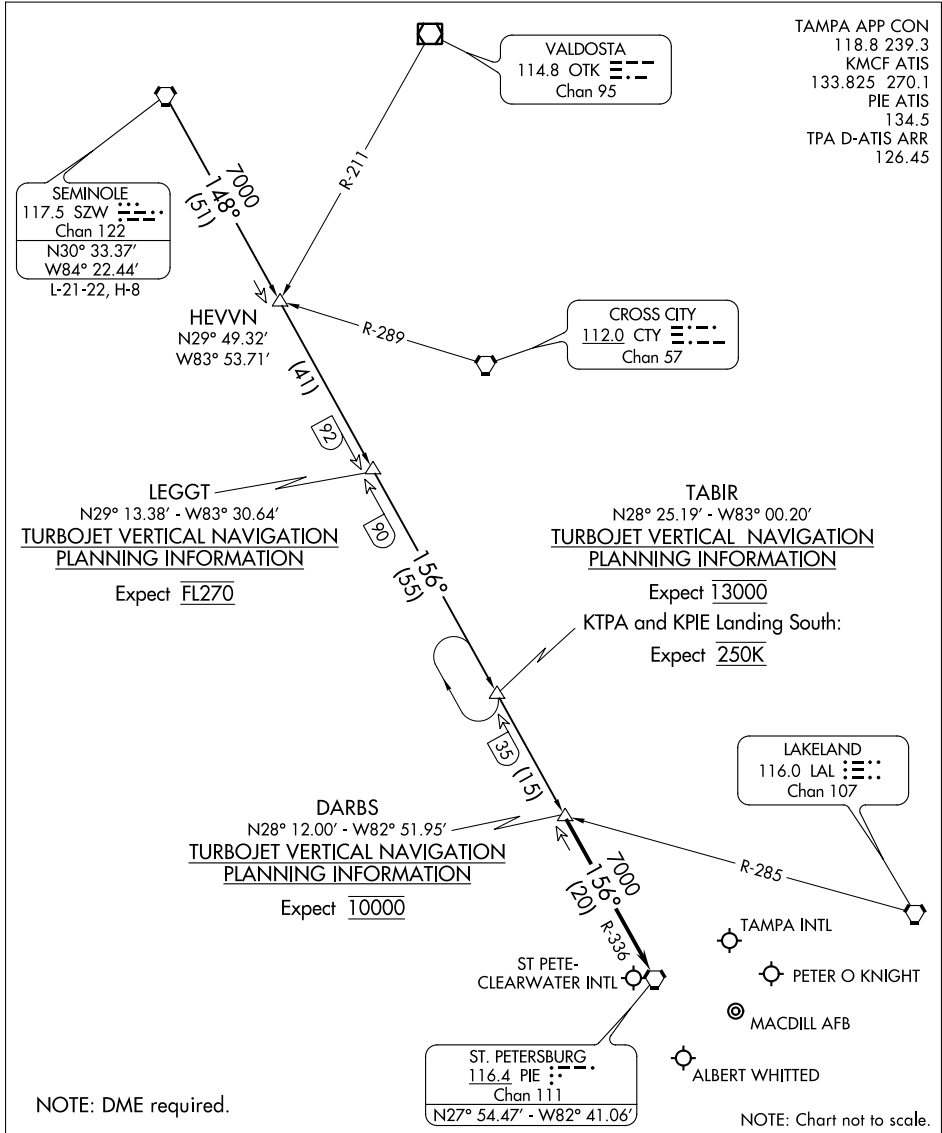 TAMPA APP CON
118.8 239.3
KMCF ATIS
133.825 270.1
PIE ATIS
134.5
TPA D-ATIS ARR
126.45
VALDOSTA
114.8 OTK
Chan 95
SEMINOLE
117.5 SZW
Chan 122
N30° 33.37'
W84° 22.44'
L-21-22, H-8
R-211
7000
148°
(51)
HEVVN
N29° 49.32'
W83° 53.71'
R-289
CROSS CITY
112.0 CTY
Chan 57
(41)
92
LEGGT
N29° 13.38' - W83° 30.64'
TURBOJET VERTICAL NAVIGATION
PLANNING INFORMATION
Expect FL270
90
156°
(55)
TABIR
N28° 25.19' - W83° 00.20'
TURBOJET VERTICAL NAVIGATION
PLANNING INFORMATION
Expect 13000
KTPA and KPIE Landing South:
Expect 250K
35
(15)
LAKELAND
116.0 LAL
Chan 107
DARBS
N28° 12.00' - W82° 51.95'
TURBOJET VERTICAL NAVIGATION
PLANNING INFORMATION
Expect 10000
R-285
7000
156°
(20)
R-336
TAMPA INTL
ST PETE-
CLEARWATER INTL
PETER O KNIGHT
MACDILL AFB
ALBERT WHITTED
ST. PETERSBURG
116.4 PIE
Chan 111
N27° 54.47' - W82° 41.06'
NOTE: DME required.
NOTE: Chart not to scale.